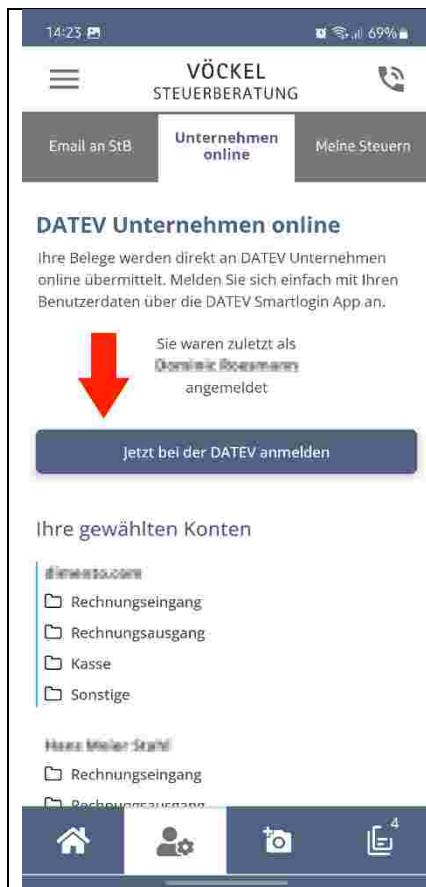 14:23 69%
VÖCKEL
STEUERBERATUNG
Email an StB
Unternehmen
online
Meine Steuern
DATEV Unternehmen online
Ihre Belege werden direkt an DATEV Unternehmen
online übermittelt. Melden Sie sich einfach mit Ihren
Benutzerdaten über die DATEV Smartlogin App an.
Sie waren zuletzt als
angemeldet
Jetzt bei der DATEV anmelden
Ihre gewählten Konten
Rechnungseingang
Rechnungsausgang
Kasse
Sonstige
Rechnungseingang
Rechnungsausgang
4